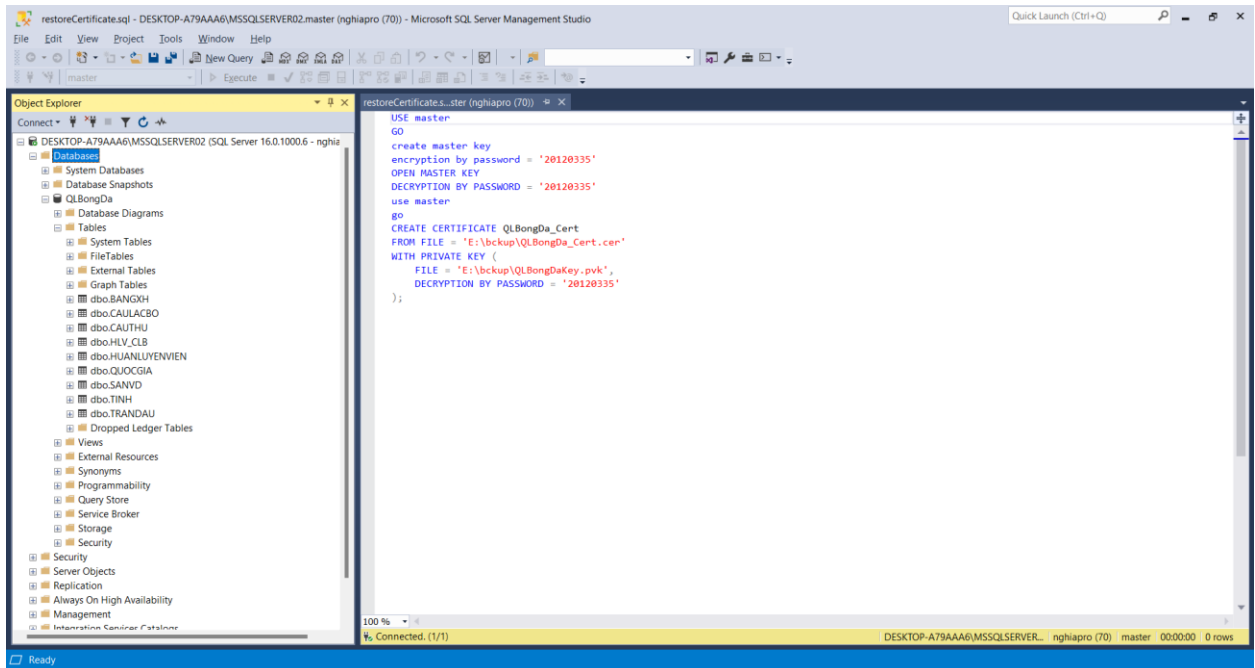 restoreCertificate.sql - DESKTOP-A79AAA6\MSSQLSERVER02.master (nghiapro (70)) - Microsoft SQL Server Management Studio
Quick Launch (Ctrl+Q)
File Edit View Project Tools Window Help
New Query
master
Execute
Object Explorer
restoreCertificate.s...ster (nghiapro (70))
Connect
DESKTOP-A79AAA6\MSSQLSERVER02 (SQL Server 16.0.1000.6 - nghia
Databases
System Databases
Database Snapshots
QLBongDa
Database Diagrams
Tables
System Tables
FileTables
External Tables
Graph Tables
dbo.BANGXH
dbo.CAULACBO
dbo.CAUTHU
dbo.HLV_CLB
dbo.HUANLUYENVIEN
dbo.QUOCGIA
dbo.SANVD
dbo.TINH
dbo.TRANDAU
Dropped Ledger Tables
Views
External Resources
Synonyms
Programmability
Query Store
Service Broker
Storage
Security
Security
Server Objects
Replication
Always On High Availability
Management
Integration Services Catalogs
USE master
GO
create master key
encryption by password = '20120335'
OPEN MASTER KEY
DECRYPTION BY PASSWORD = '20120335'
use master
go
CREATE CERTIFICATE QLBongDa_Cert
FROM FILE = 'E:\bckup\QLBongDa_Cert.cer'
WITH PRIVATE KEY (
FILE = 'E:\bckup\QLBongDaKey.pvk',
DECRYPTION BY PASSWORD = '20120335'
);
100 %
Connected. (1/1)
DESKTOP-A79AAA6\MSSQLSERVER... nghiapro (70) master 00:00:00 0 rows
Ready